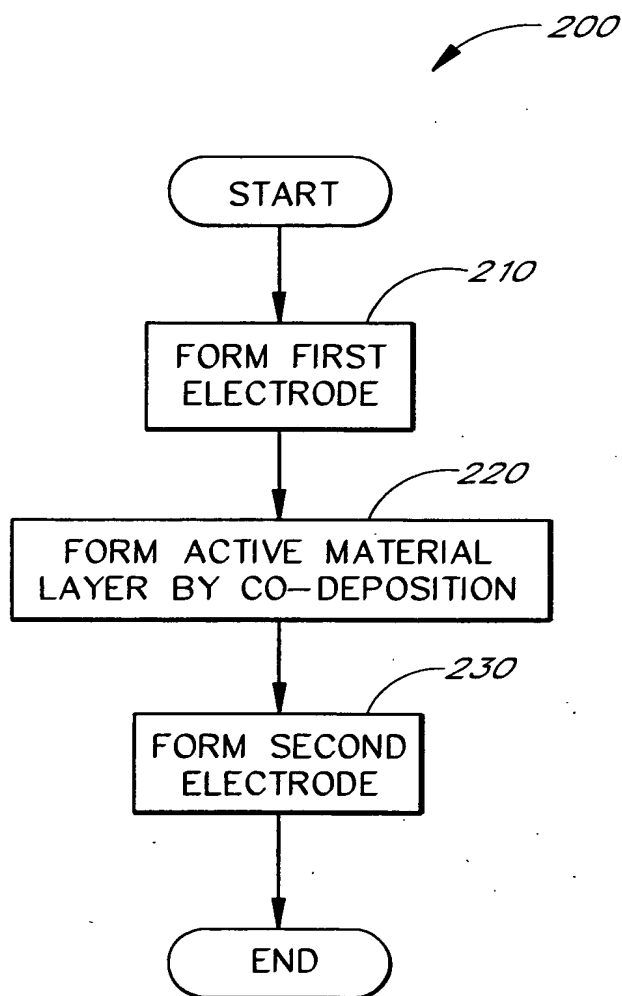 200
START
210
FORM FIRST
ELECTRODE
220
FORM ACTIVE MATERIAL
LAYER BY CO-DEPOSITION
230
FORM SECOND
ELECTRODE
END